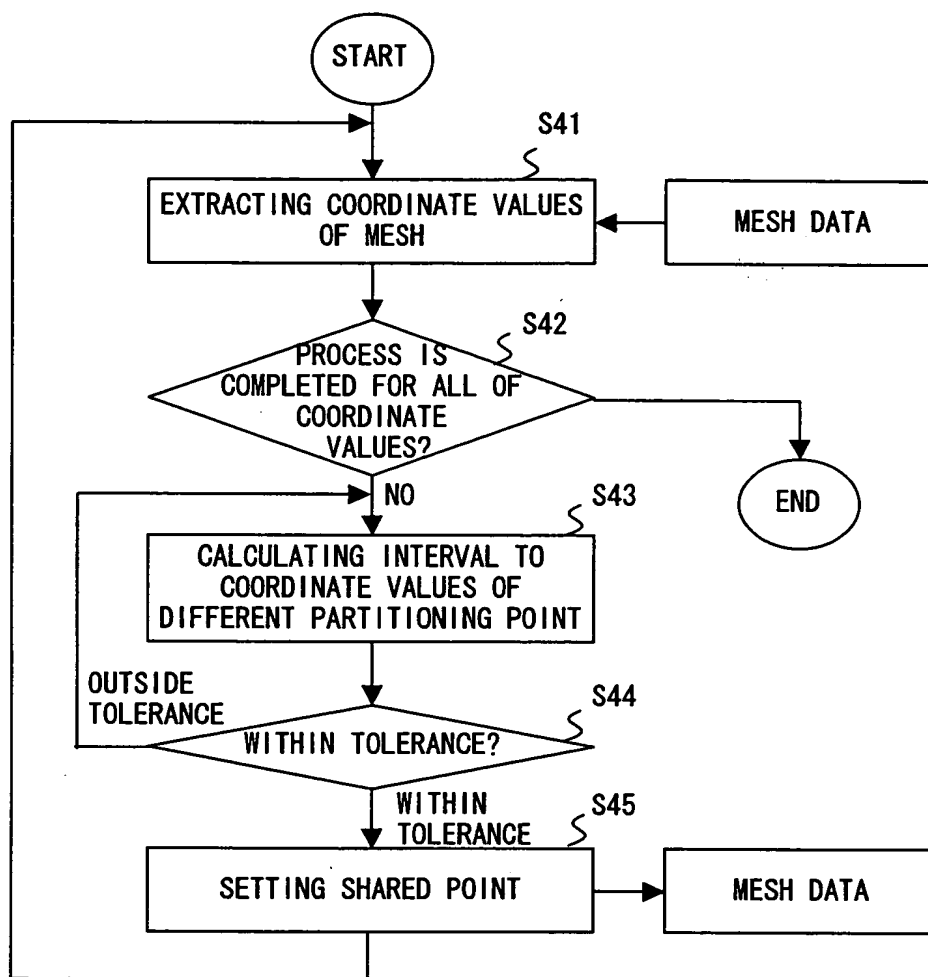 START
S41
EXTRACTING COORDINATE VALUES
OF MESH
MESH DATA
S42
PROCESS IS
COMPLETED FOR ALL OF
COORDINATE
VALUES?
NO
END
S43
CALCULATING INTERVAL TO
COORDINATE VALUES OF
DIFFERENT PARTITIONING POINT
OUTSIDE
TOLERANCE
S44
WITHIN TOLERANCE?
WITHIN
TOLERANCE
S45
SETTING SHARED POINT
MESH DATA